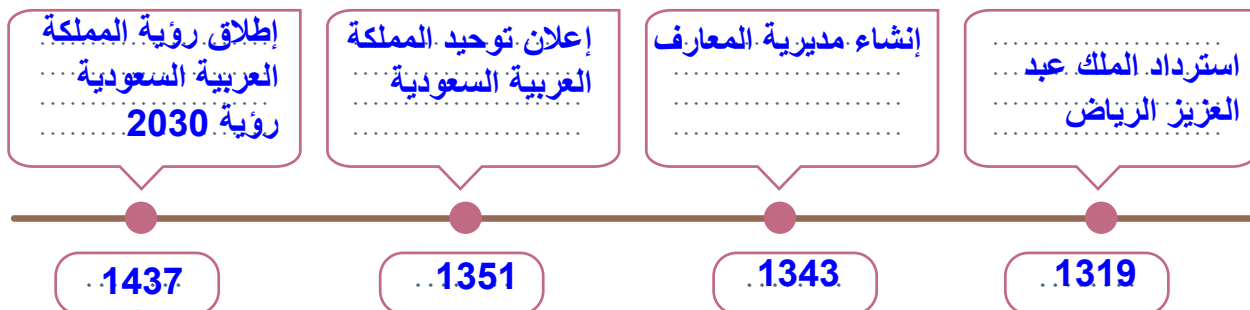 استرداد الملك عبد
العزيز الرياض
إنشاء مديرية المعارف
إعلان توحيد المملكة
العربية السعودية
إطلاق رؤية المملكة
العربية السعودية
رؤية 2030
1319
1343
1351
1437